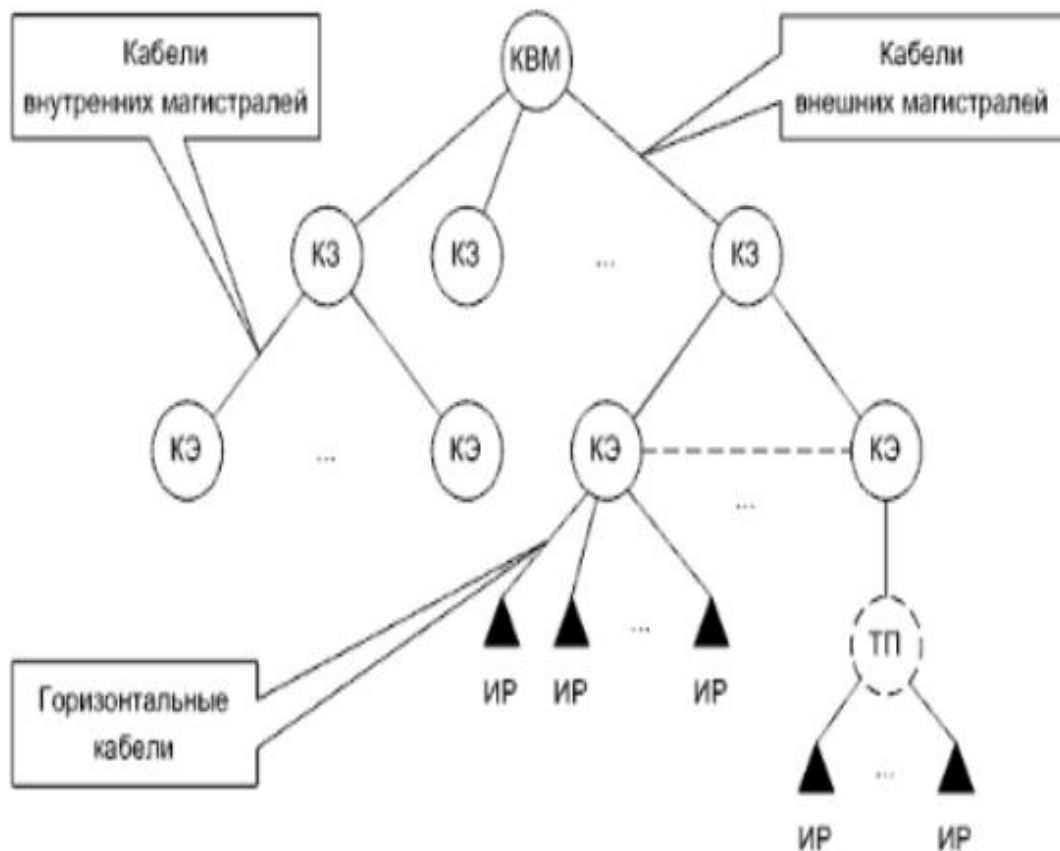 Кабели
внутренних магистралей
КВМ
Кабели
внешних магистралей
КЗ
КЗ
...
КЗ
КЭ
...
КЭ
КЭ
...
КЭ
ТП
...
ИР
ИР
ИР
Горизонтальные
кабели
...
ИР
ИР